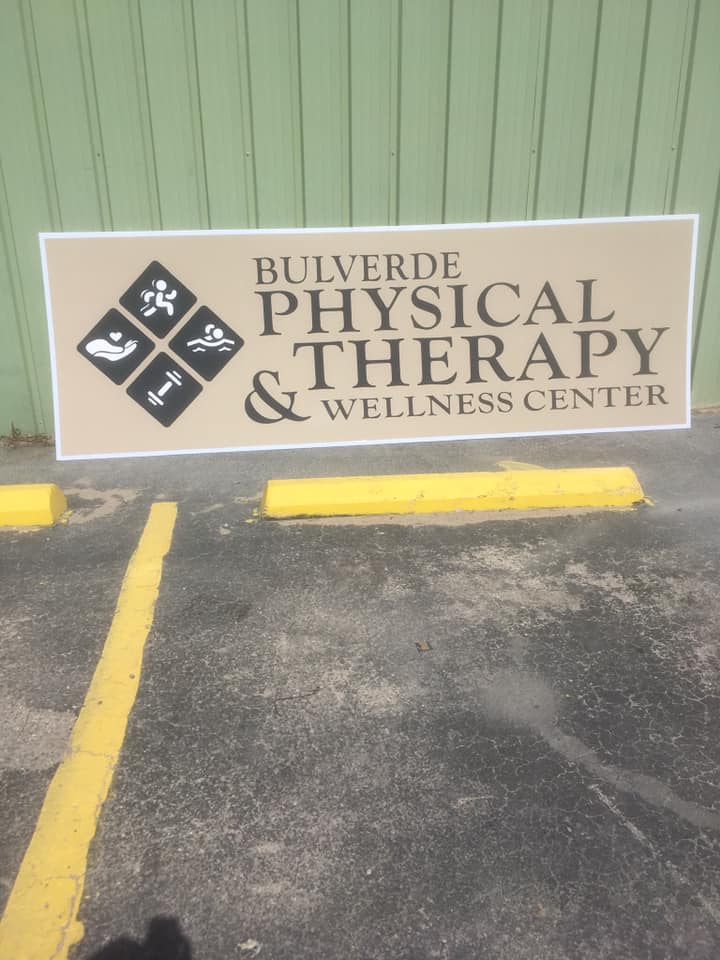 BULVERDE
PHYSICAL
THERAPY
& WELLNESS CENTER